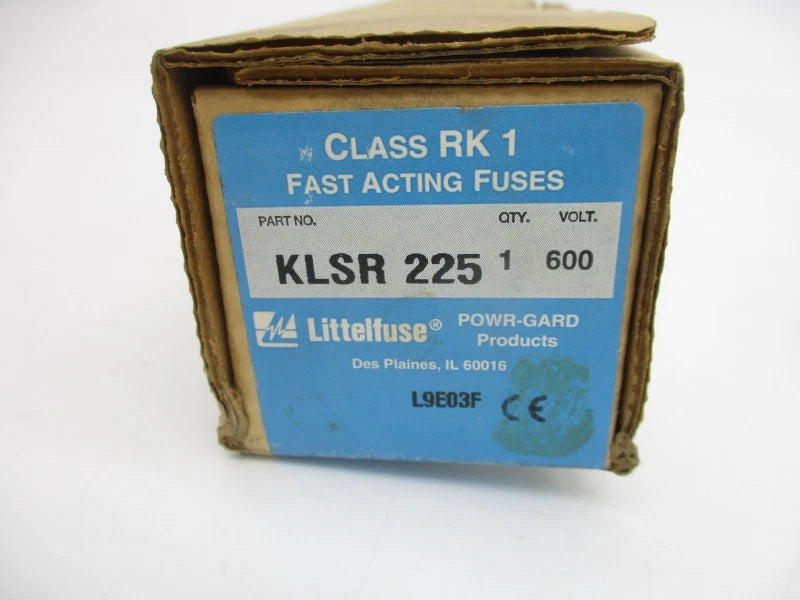 CLASS RK 1
FAST ACTING FUSES
PART NO. QTY. VOLT.
KLSR 225 1 600
Littelfuse® POWR-GARD
Products
Des Plaines, IL 60016
L9E03F CE